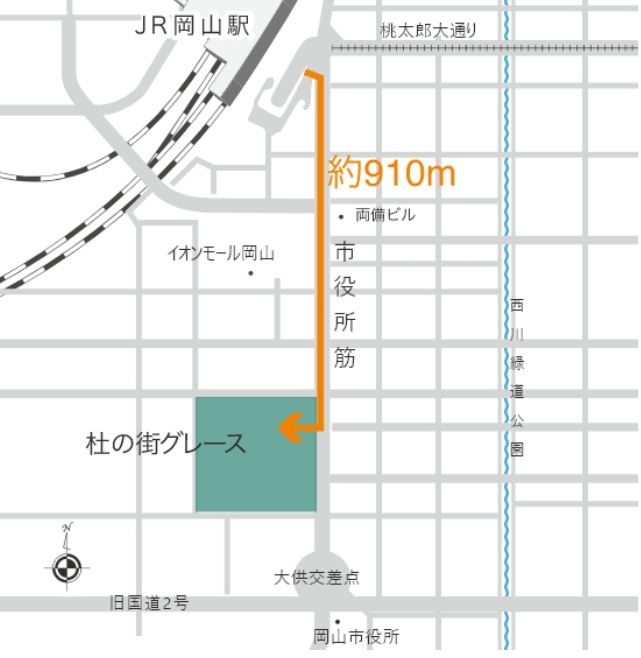 JR岡山駅
桃太郎大通り
約910m
両備ビル
市役所筋
イオンモール岡山
西川緑道公園
杜の街グレース
N
大供交差点
旧国道2号
岡山市役所